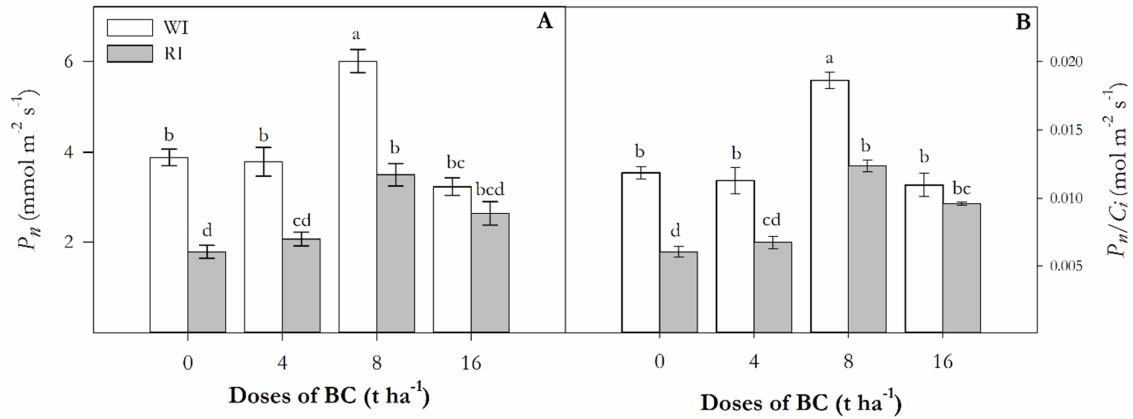 A
WI
RI
P_n (mmol m⁻² s⁻¹)
6
4
2
b
d
b
cd
a
b
bc
bcd
0
4
8
16
Doses of BC (t ha⁻¹)
B
b
d
b
cd
a
b
b
bc
0.020
0.015
0.010
0.005
P_n/C_i (mol m⁻² s⁻¹)
0
4
8
16
Doses of BC (t ha⁻¹)